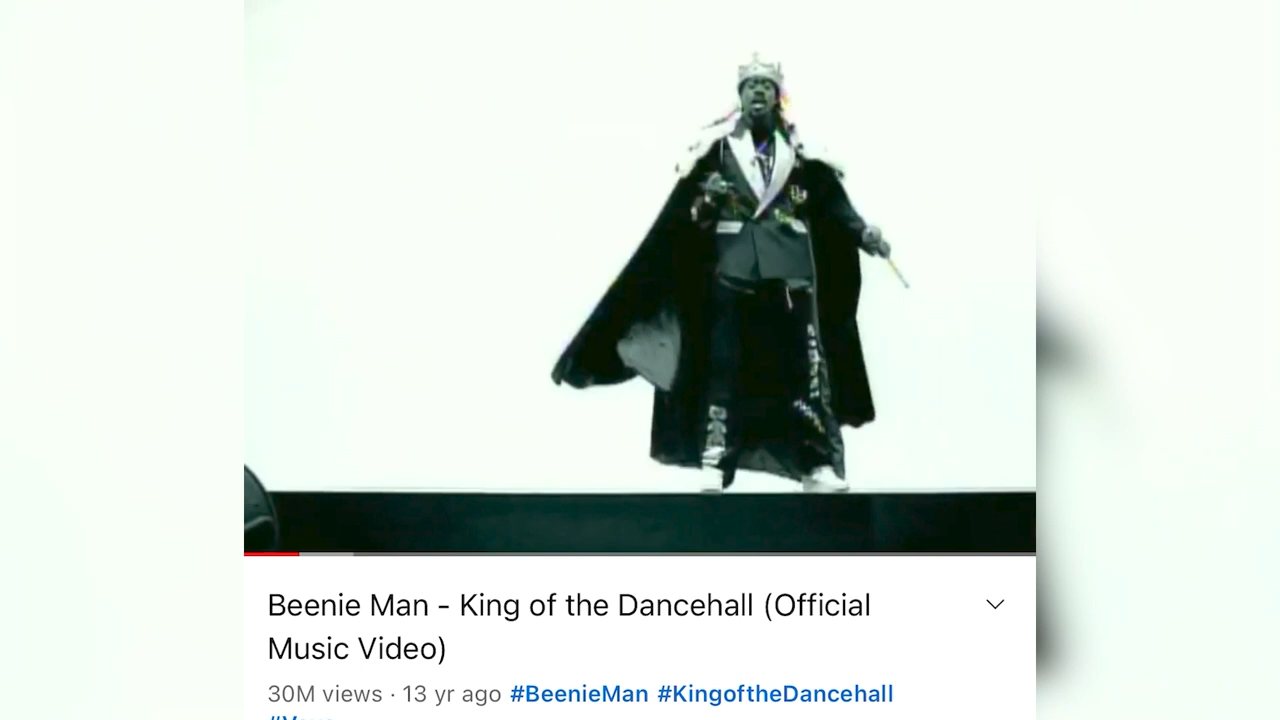 Beenie Man - King of the Dancehall (Official
Music Video)
30M views · 13 yr ago #BeenieMan #KingoftheDancehall